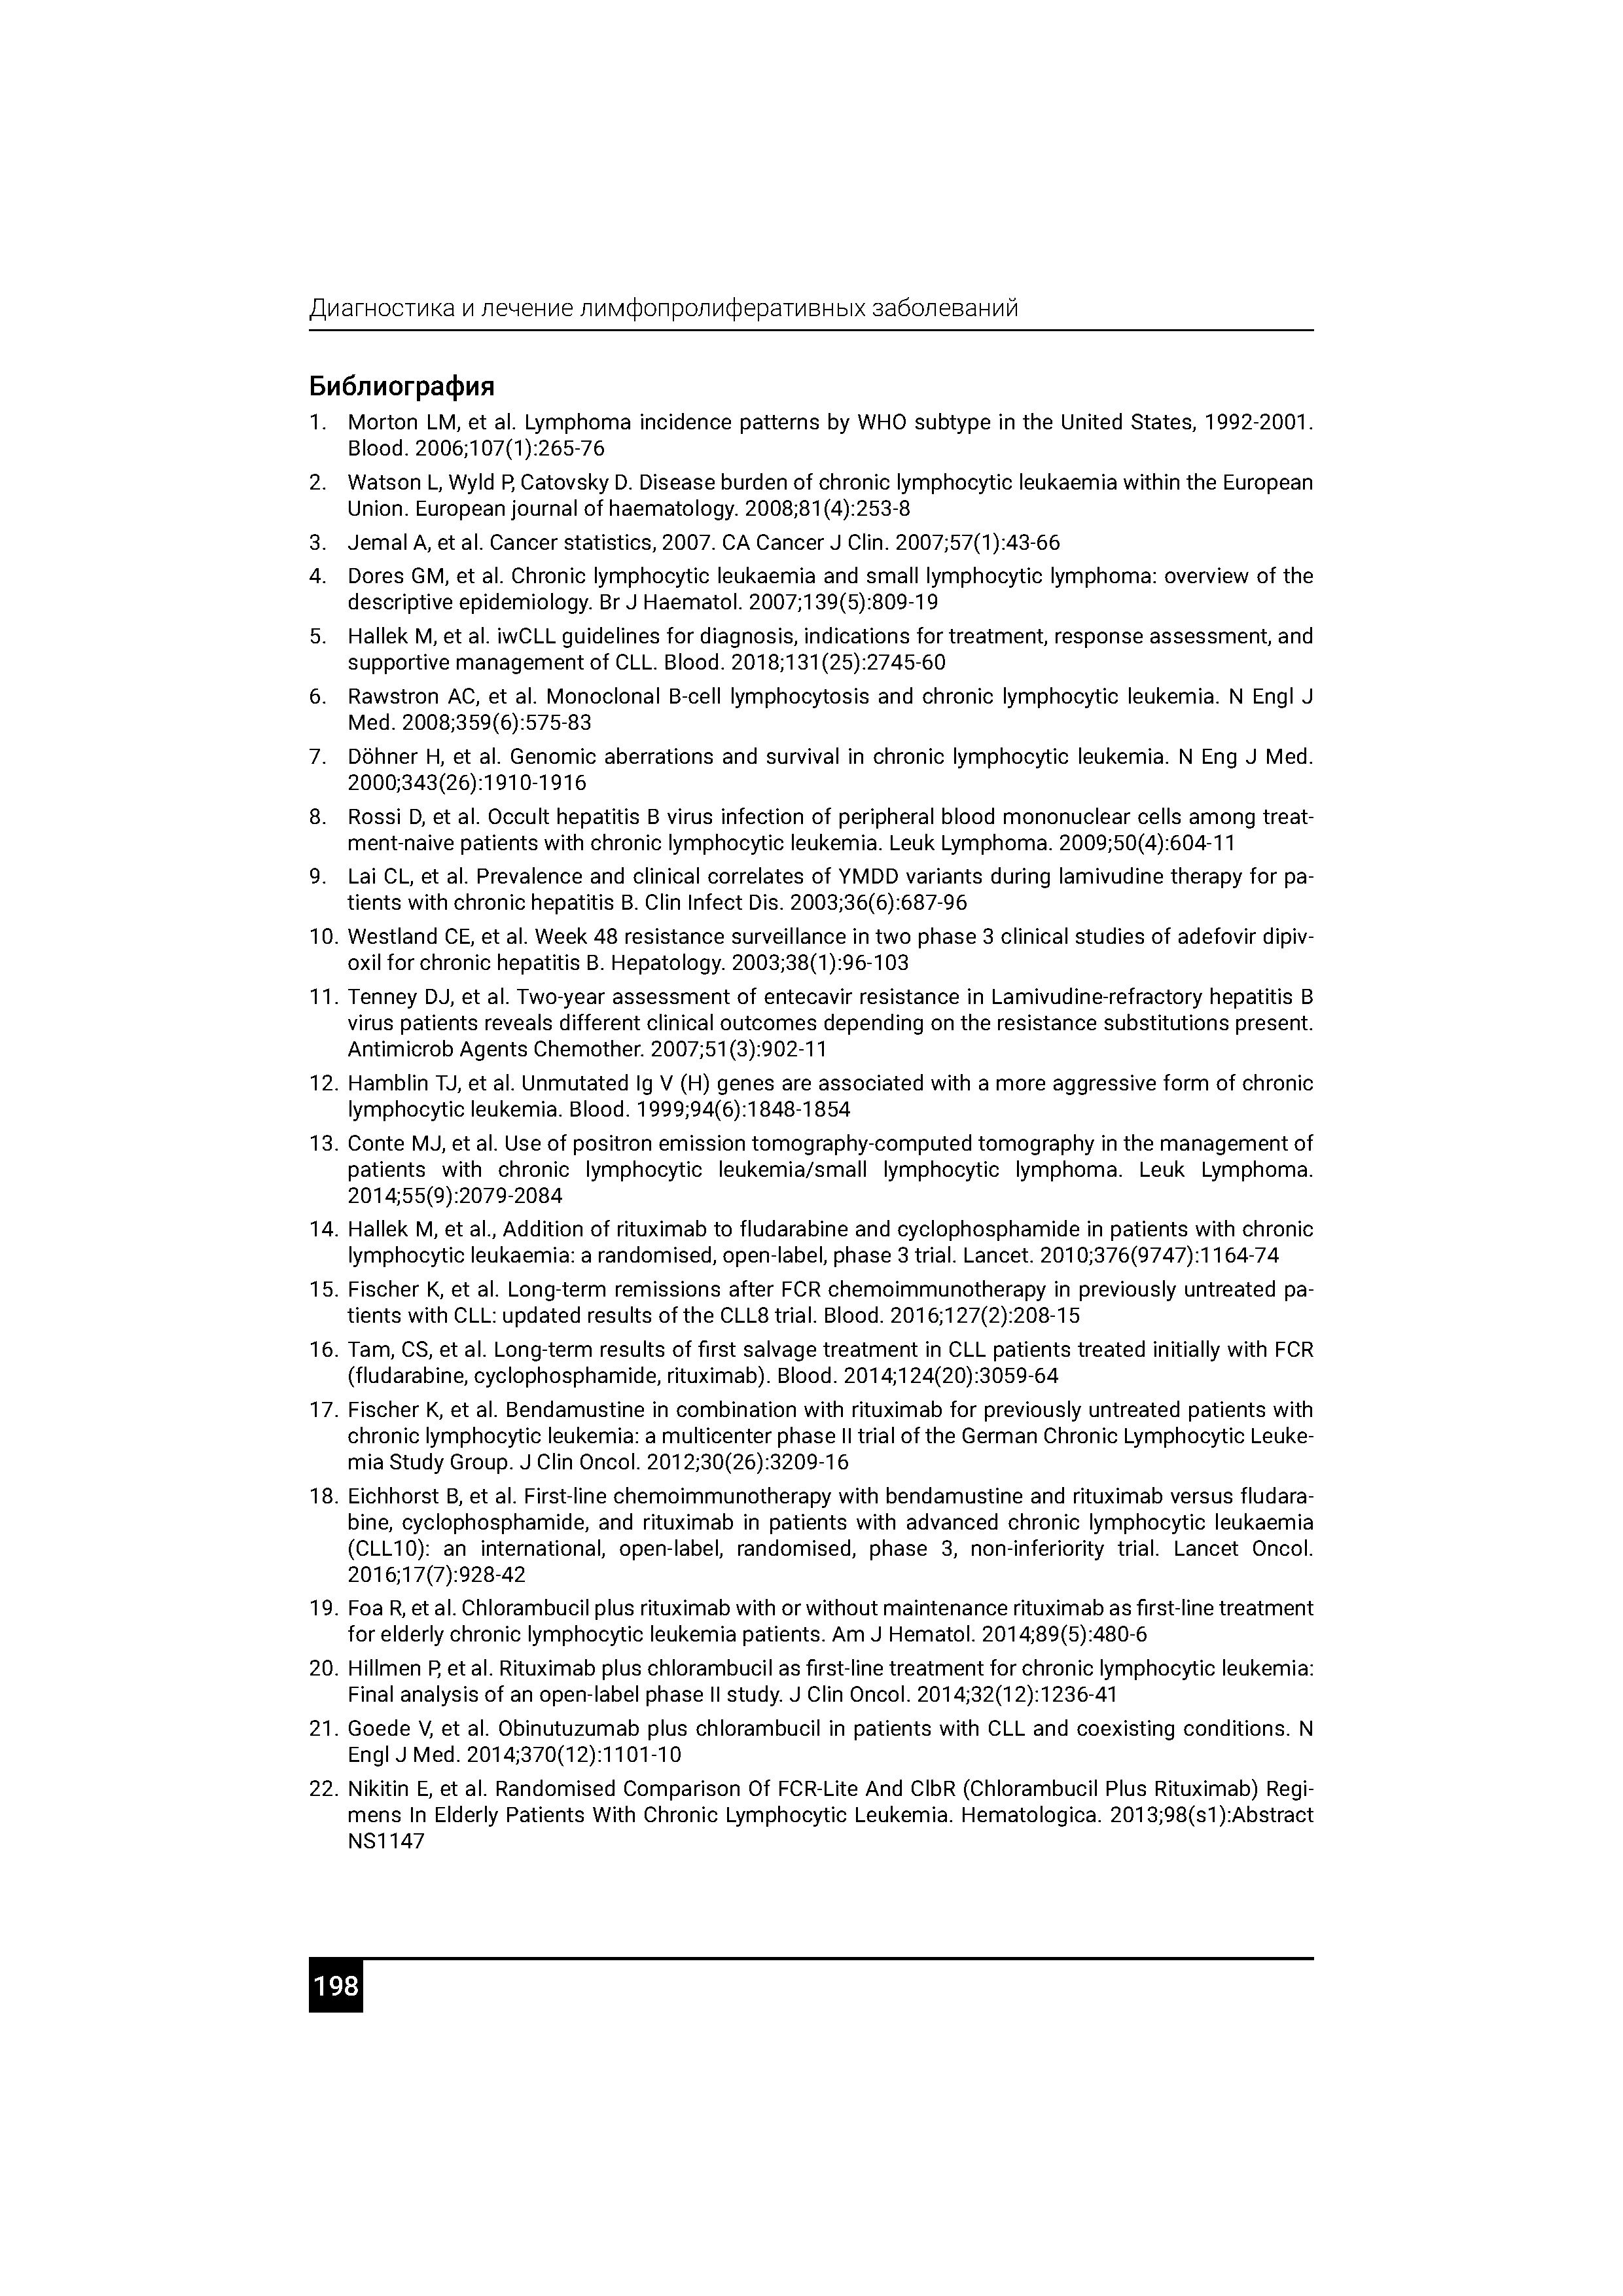 Диагностика и лечение лимфопролиферативных заболеваний
Библиография
1. Morton LM, et al. Lymphoma incidence patterns by WHO subtype in the United States, 1992-2001.
Blood. 2006;107(1):265-76
2. Watson L, Wyld P, Catovsky D. Disease burden of chronic lymphocytic leukaemia within the European
Union. European journal of haematology. 2008;81(4):253-8
3. Jemal A, et al. Cancer statistics, 2007. CA Cancer J Clin. 2007;57(1):43-66
4. Dores GM, et al. Chronic lymphocytic leukaemia and small lymphocytic lymphoma: overview of the
descriptive epidemiology. Br J Haematol. 2007;139(5):809-19
5. Hallek M, et al. iwCLL guidelines for diagnosis, indications for treatment, response assessment, and
supportive management of CLL. Blood. 2018;131(25):2745-60
6. Rawstron AC, et al. Monoclonal B-cell lymphocytosis and chronic lymphocytic leukemia. N Engl J
Med. 2008;359(6):575-83
7. Döhner H, et al. Genomic aberrations and survival in chronic lymphocytic leukemia. N Eng J Med.
2000;343(26):1910-1916
8. Rossi D, et al. Occult hepatitis B virus infection of peripheral blood mononuclear cells among treat-
ment-naive patients with chronic lymphocytic leukemia. Leuk Lymphoma. 2009;50(4):604-11
9. Lai CL, et al. Prevalence and clinical correlates of YMDD variants during lamivudine therapy for pa-
tients with chronic hepatitis B. Clin Infect Dis. 2003;36(6):687-96
10. Westland CE, et al. Week 48 resistance surveillance in two phase 3 clinical studies of adefovir dipiv-
oxil for chronic hepatitis B. Hepatology. 2003;38(1):96-103
11. Tenney DJ, et al. Two-year assessment of entecavir resistance in Lamivudine-refractory hepatitis B
virus patients reveals different clinical outcomes depending on the resistance substitutions present.
Antimicrob Agents Chemother. 2007;51(3):902-11
12. Hamblin TJ, et al. Unmutated Ig V (H) genes are associated with a more aggressive form of chronic
lymphocytic leukemia. Blood. 1999;94(6):1848-1854
13. Conte MJ, et al. Use of positron emission tomography-computed tomography in the management of
patients with chronic lymphocytic leukemia/small lymphocytic lymphoma. Leuk Lymphoma.
2014;55(9):2079-2084
14. Hallek M, et al., Addition of rituximab to fludarabine and cyclophosphamide in patients with chronic
lymphocytic leukaemia: a randomised, open-label, phase 3 trial. Lancet. 2010;376(9747):1164-74
15. Fischer K, et al. Long-term remissions after FCR chemoimmunotherapy in previously untreated pa-
tients with CLL: updated results of the CLL8 trial. Blood. 2016;127(2):208-15
16. Tam, CS, et al. Long-term results of first salvage treatment in CLL patients treated initially with FCR
(fludarabine, cyclophosphamide, rituximab). Blood. 2014;124(20):3059-64
17. Fischer K, et al. Bendamustine in combination with rituximab for previously untreated patients with
chronic lymphocytic leukemia: a multicenter phase II trial of the German Chronic Lymphocytic Leuke-
mia Study Group. J Clin Oncol. 2012;30(26):3209-16
18. Eichhorst B, et al. First-line chemoimmunotherapy with bendamustine and rituximab versus fludara-
bine, cyclophosphamide, and rituximab in patients with advanced chronic lymphocytic leukaemia
(CLL10): an international, open-label, randomised, phase 3, non-inferiority trial. Lancet Oncol.
2016;17(7):928-42
19. Foa R, et al. Chlorambucil plus rituximab with or without maintenance rituximab as first-line treatment
for elderly chronic lymphocytic leukemia patients. Am J Hematol. 2014;89(5):480-6
20. Hillmen P, et al. Rituximab plus chlorambucil as first-line treatment for chronic lymphocytic leukemia:
Final analysis of an open-label phase II study. J Clin Oncol. 2014;32(12):1236-41
21. Goede V, et al. Obinutuzumab plus chlorambucil in patients with CLL and coexisting conditions. N
Engl J Med. 2014;370(12):1101-10
22. Nikitin E, et al. Randomised Comparison Of FCR-Lite And ClbR (Chlorambucil Plus Rituximab) Regi-
mens In Elderly Patients With Chronic Lymphocytic Leukemia. Hematologica. 2013;98(s1):Abstract
NS1147
198